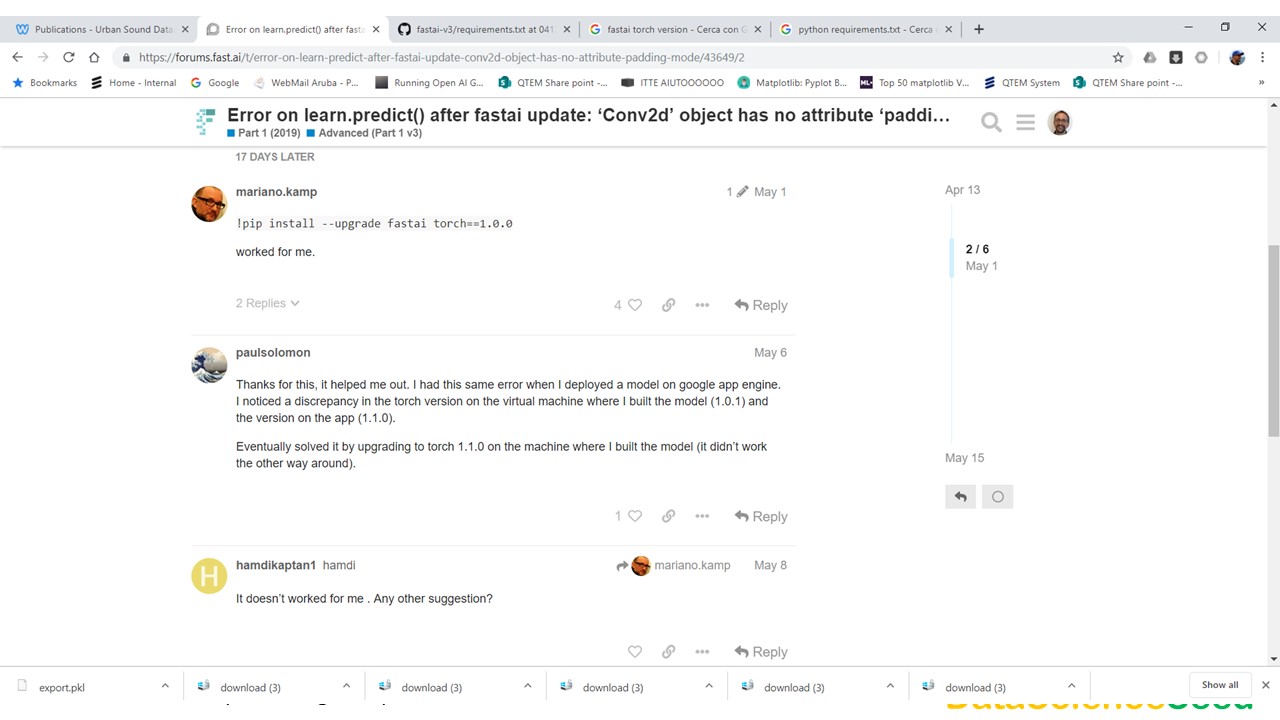 Publications - Urban Sound Data
Error on learn.predict() after fasta
fastai-v3/requirements.txt at 041
fastai torch version - Cerca con G
python requirements.txt - Cerca c
https://forums.fast.ai/t/error-on-learn-predict-after-fastai-update-conv2d-object-has-no-attribute-padding-mode/43649/2
Bookmarks
Home - Internal
Google
WebMail Aruba - P...
Running Open AI G...
QTEM Share point -...
ITTE AIUTOOOOOO
Matplotlib: Pyplot B...
ML+
Top 50 matplotlib V...
QTEM System
QTEM Share point -...
»
Error on learn.predict() after fastai update: ‘Conv2d’ object has no attribute ‘paddi...
Part 1 (2019) Advanced (Part 1 v3)
17 DAYS LATER
mariano.kamp 1 May 1
!pip install --upgrade fastai torch==1.0.0
worked for me.
2 Replies 4 Reply
paulsolomon May 6
Thanks for this, it helped me out. I had this same error when I deployed a model on google app engine.
I noticed a discrepancy in the torch version on the virtual machine where I built the model (1.0.1) and
the version on the app (1.1.0).
Eventually solved it by upgrading to torch 1.1.0 on the machine where I built the model (it didn’t work
the other way around).
1 Reply
H
hamdikaptan1 hamdi mariano.kamp May 8
It doesn’t worked for me . Any other suggestion?
Reply
Apr 13
2 / 6
May 1
May 15
export.pkl
download (3)
download (3)
download (3)
download (3)
download (3)
Show all